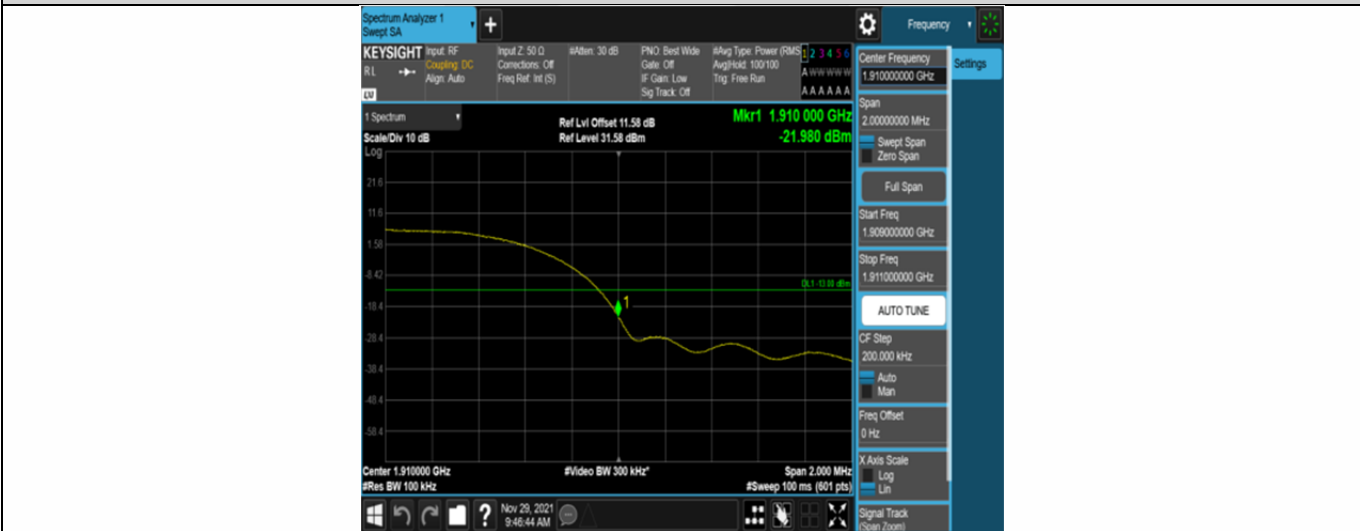 Spectrum Analyzer 1
Swept SA
+
Frequency
KEYSIGHT
RL
LXI
Input: RF
Coupling: DC
Align: Auto
Input Z: 50 Ω
Corrections: Off
Freq Ref: Int (S)
#Atten: 30 dB
PNO: Best Wide
Gate: Off
IF Gain: Low
Sig Track: Off
#Avg Type: Power (RMS
Avg|Hold: 100/100
Trig: Free Run
1 2 3 4 5 6
A W W W W W
A A A A A A
1 Spectrum
Scale/Div 10 dB
Log
Ref Lvl Offset 11.58 dB
Ref Level 31.58 dBm
Mkr1 1.910 000 GHz
-21.980 dBm
21.6
11.6
1.58
-8.42
-18.4
-28.4
-38.4
-48.4
-58.4
DL1 -13.00 dBm
1
Center 1.910000 GHz
#Res BW 100 kHz
#Video BW 300 kHz*
Span 2.000 MHz
#Sweep 100 ms (601 pts)
?
Nov 29, 2021
9:46:44 AM
Center Frequency
1.910000000 GHz
Settings
Span
2.00000000 MHz
Swept Span
Zero Span
Full Span
Start Freq
1.909000000 GHz
Stop Freq
1.911000000 GHz
AUTO TUNE
CF Step
200.000 kHz
Auto
Man
Freq Offset
0 Hz
X Axis Scale
Log
Lin
Signal Track
(Span Zoom)